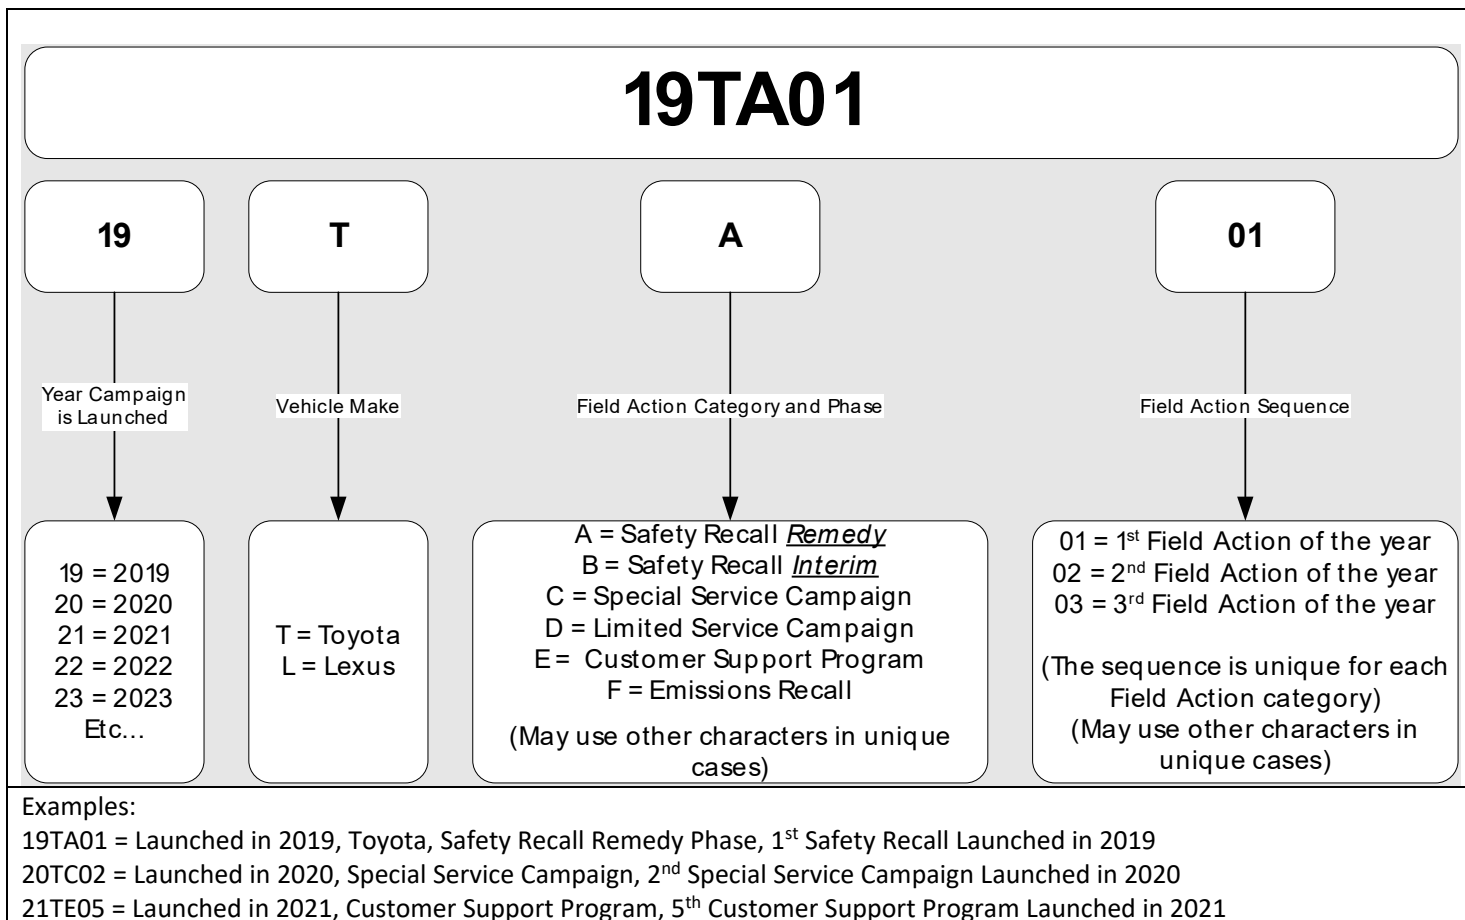 19TA01
19
T
A
01
Year Campaign
is Launched
Vehicle Make
Field Action Category and Phase
Field Action Sequence
19 = 2019
20 = 2020
21 = 2021
22 = 2022
23 = 2023
Etc...
T = Toyota
L = Lexus
A = Safety Recall Remedy
B = Safety Recall Interim
C = Special Service Campaign
D = Limited Service Campaign
E = Customer Support Program
F = Emissions Recall
(May use other characters in unique
cases)
01 = 1st Field Action of the year
02 = 2nd Field Action of the year
03 = 3rd Field Action of the year
(The sequence is unique for each
Field Action category)
(May use other characters in
unique cases)
Examples:
19TA01 = Launched in 2019, Toyota, Safety Recall Remedy Phase, 1st Safety Recall Launched in 2019
20TC02 = Launched in 2020, Special Service Campaign, 2nd Special Service Campaign Launched in 2020
21TE05 = Launched in 2021, Customer Support Program, 5th Customer Support Program Launched in 2021